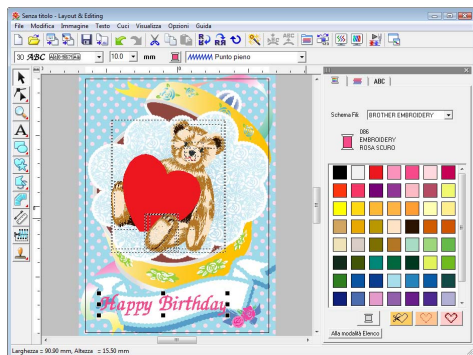 Senza titolo - Layout & Editing
File Modifica Immagine Testo Cuci Visualizza Opzioni Guida
30 ABC 10.0 mm Punto pieno
ABC
Schema Fili: BROTHER EMBROIDERY
086
EMBROIDERY
ROSA SCURO
Happy Birthday
Alla modalità Elenco
Larghezza = 90.90 mm, Altezza = 15.50 mm